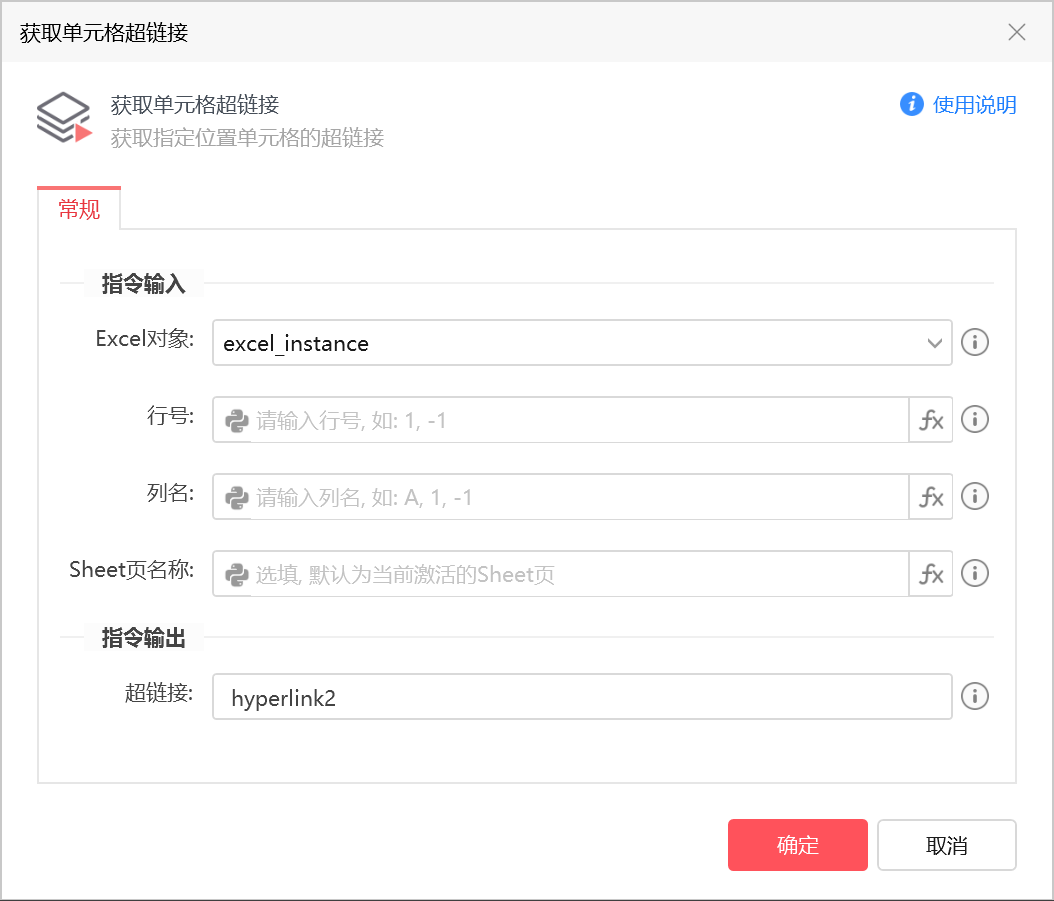 获取单元格超链接
获取单元格超链接
使用说明
获取指定位置单元格的超链接
常规
指令输入
Excel对象: excel_instance
行号: 请输入行号, 如: 1, -1 fx
列名: 请输入列名, 如: A, 1, -1 fx
Sheet页名称: 选填, 默认为当前激活的Sheet页 fx
指令输出
超链接: hyperlink2
确定 取消